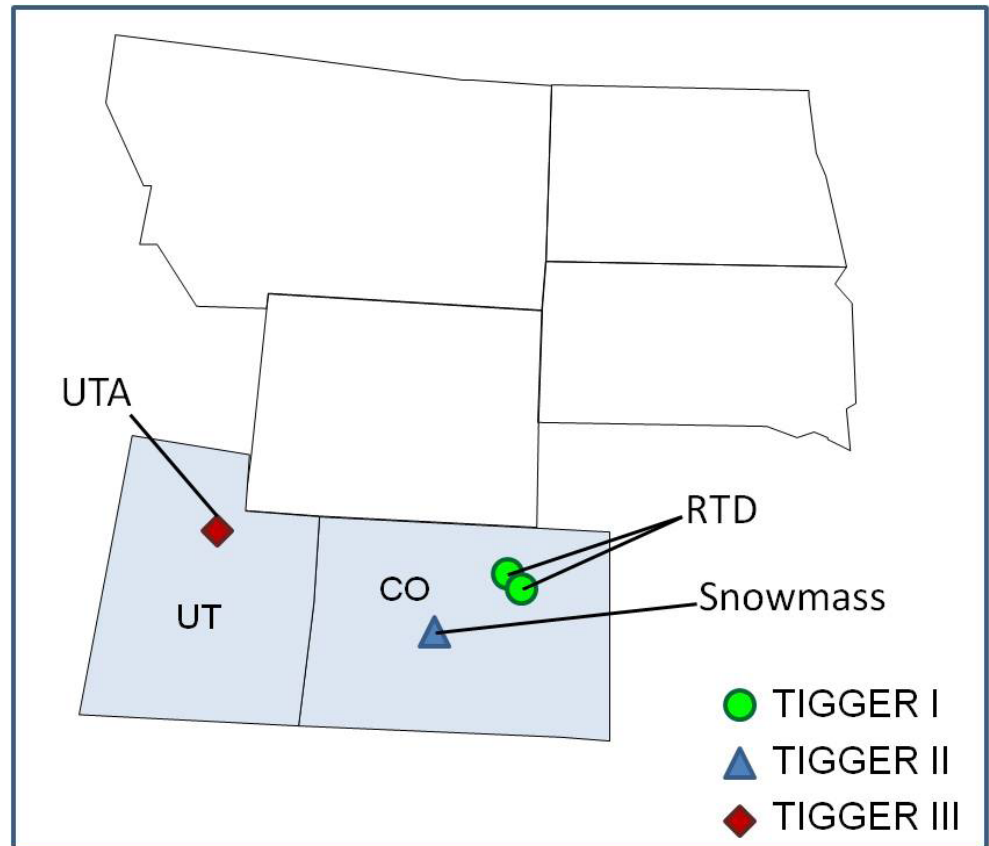 UTA
RTD
CO
Snowmass
UT
TIGGER I
TIGGER II
TIGGER III